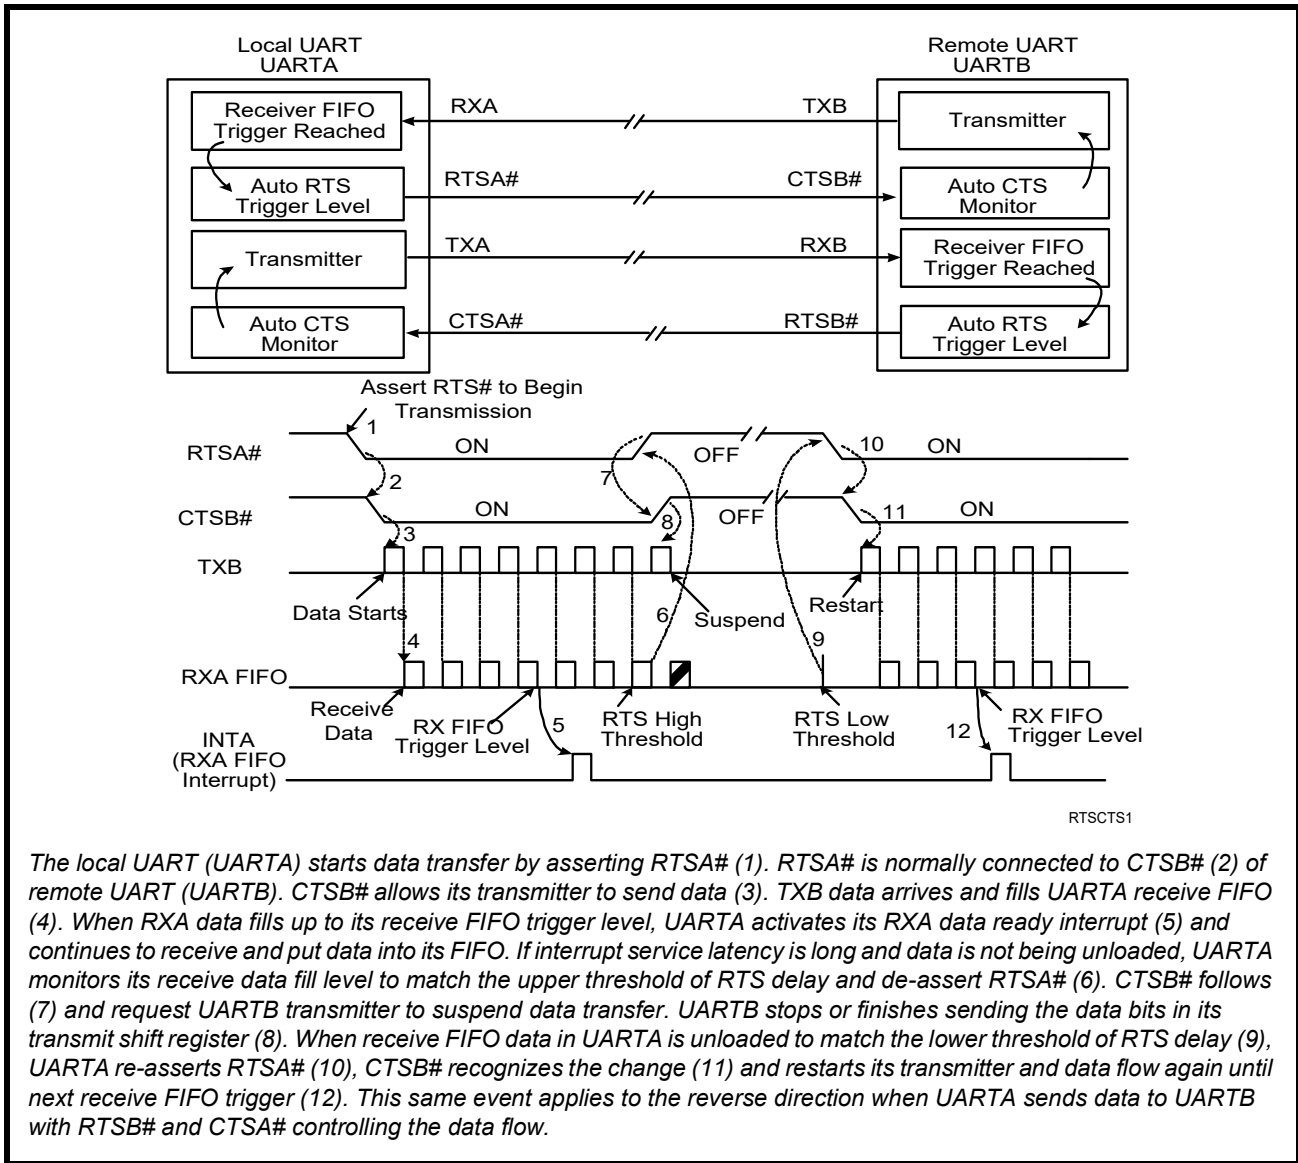 Local UART
UARTA
Remote UART
UARTB
Receiver FIFO
Trigger Reached
RXA
TXB
Transmitter
Auto RTS
Trigger Level
RTSA#
CTSB#
Auto CTS
Monitor
Transmitter
TXA
RXB
Receiver FIFO
Trigger Reached
Auto CTS
Monitor
CTSA#
RTSB#
Auto RTS
Trigger Level
Assert RTS# to Begin
Transmission
RTSA#
1
ON
7
OFF
10
ON
2
CTSB#
3
ON
8
OFF
11
ON
TXB
Data Starts
6
Suspend
Restart
4
9
RXA FIFO
Receive
Data
RX FIFO
Trigger Level
5
RTS High
Threshold
RTS Low
Threshold
12
RX FIFO
Trigger Level
INTA
(RXA FIFO
Interrupt)
RTSCTS1
The local UART (UARTA) starts data transfer by asserting RTSA# (1). RTSA# is normally connected to CTSB# (2) of
remote UART (UARTB). CTSB# allows its transmitter to send data (3). TXB data arrives and fills UARTA receive FIFO
(4). When RXA data fills up to its receive FIFO trigger level, UARTA activates its RXA data ready interrupt (5) and
continues to receive and put data into its FIFO. If interrupt service latency is long and data is not being unloaded, UARTA
monitors its receive data fill level to match the upper threshold of RTS delay and de-assert RTSA# (6). CTSB# follows
(7) and request UARTB transmitter to suspend data transfer. UARTB stops or finishes sending the data bits in its
transmit shift register (8). When receive FIFO data in UARTA is unloaded to match the lower threshold of RTS delay (9),
UARTA re-asserts RTSA# (10), CTSB# recognizes the change (11) and restarts its transmitter and data flow again until
next receive FIFO trigger (12). This same event applies to the reverse direction when UARTA sends data to UARTB
with RTSB# and CTSA# controlling the data flow.